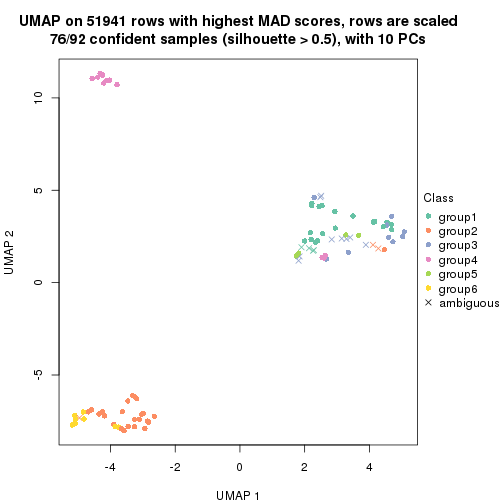 UMAP on 51941 rows with highest MAD scores, rows are scaled
76/92 confident samples (silhouette > 0.5), with 10 PCs
10
5
0
-5
UMAP 2
-4
-2
0
2
4
UMAP 1
Class
group1
group2
group3
group4
group5
group6
ambiguous